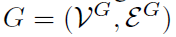 G = (𝒱^G, ℰ^G)